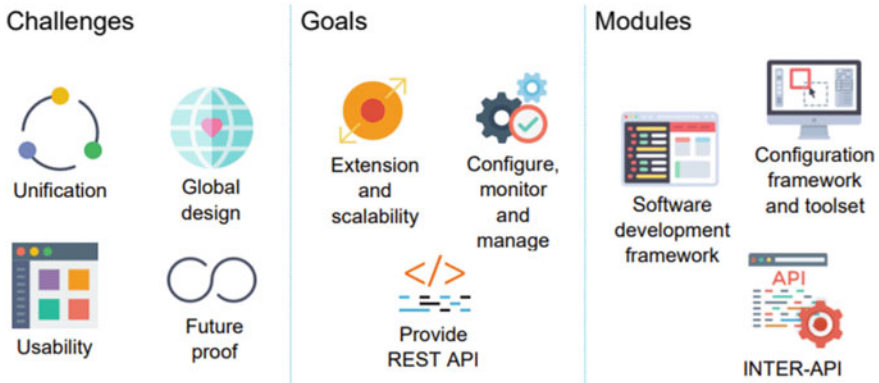 Challenges
Unification
Global
design
Usability
Future
proof
Goals
Extension
and
scalability
Configure,
monitor
and
manage
</>
Provide
REST API
Modules
Software
development
framework
Configuration
framework
and toolset
API
INTER-API